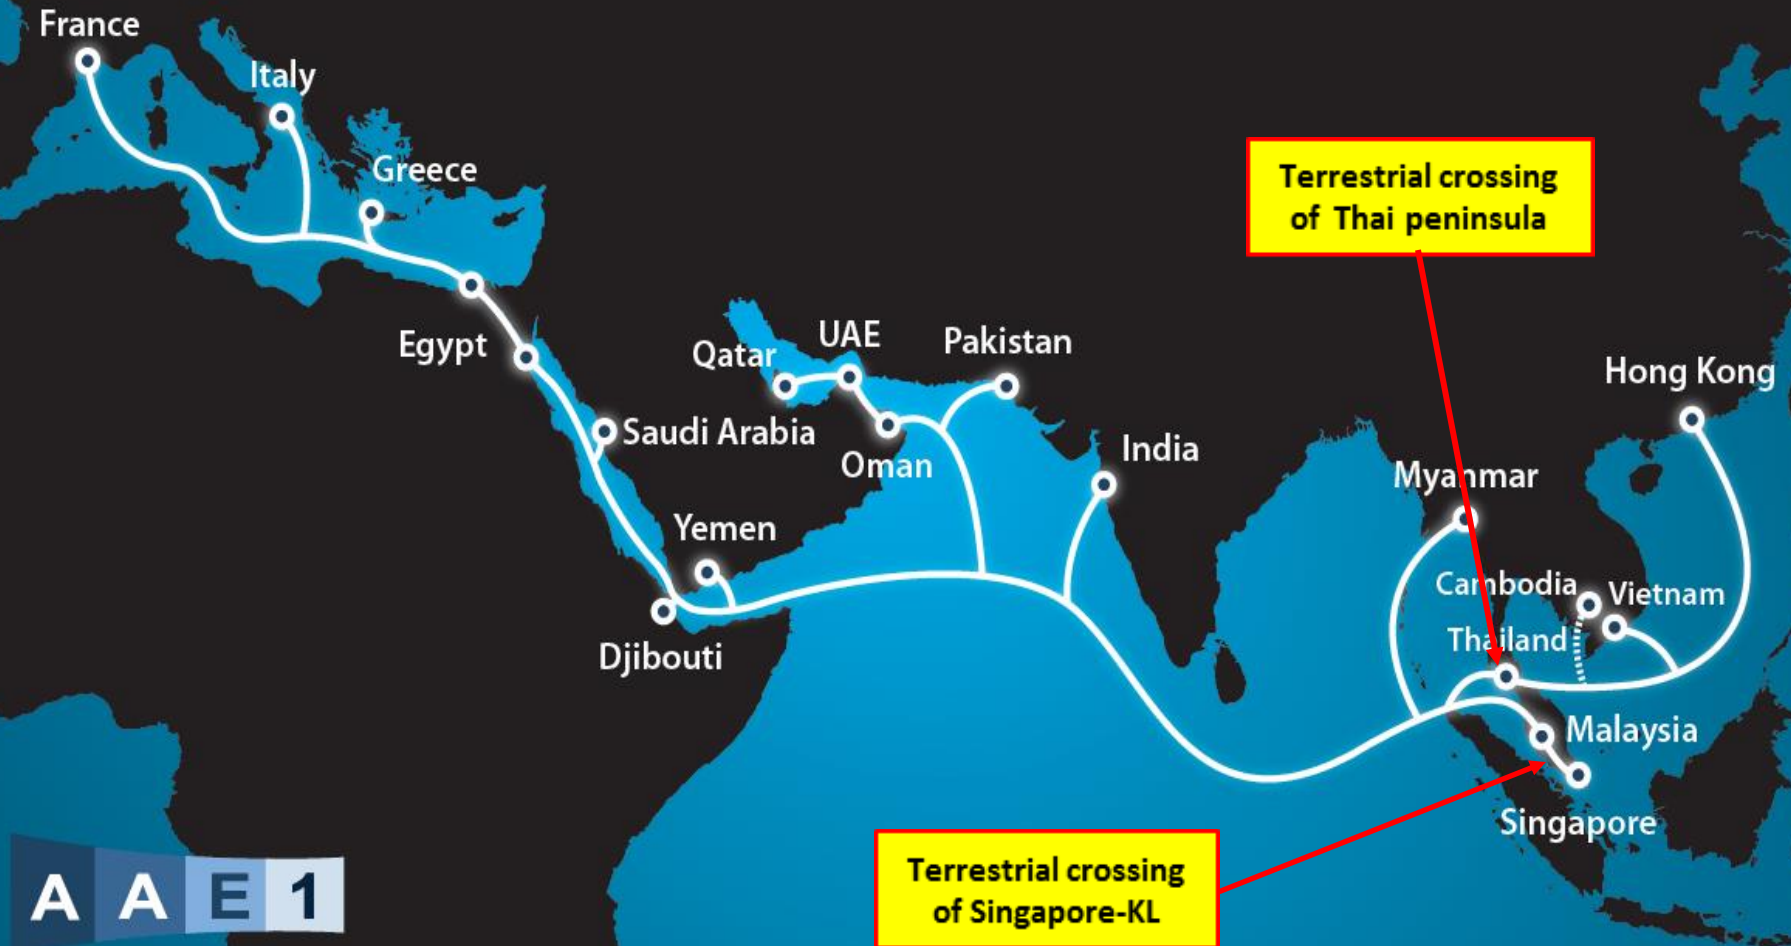 France
Italy
Greece
Terrestrial crossing
of Thai peninsula
Egypt
Qatar
UAE
Pakistan
Hong Kong
Saudi Arabia
Oman
India
Myanmar
Yemen
Cambodia
Vietnam
Thailand
Djibouti
Malaysia
Singapore
Terrestrial crossing
of Singapore-KL
A A E 1